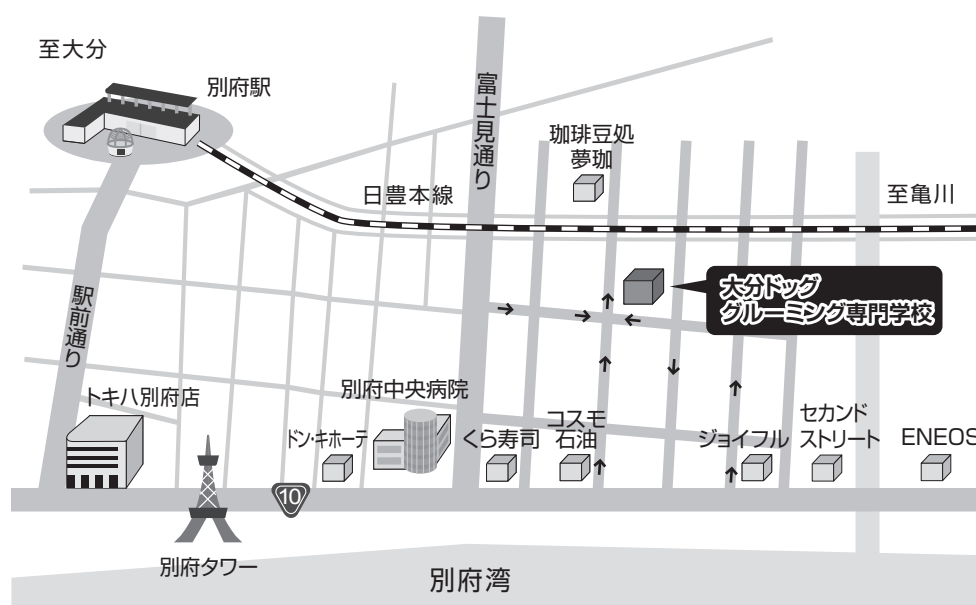 至大分
別府駅
富士見通り
珈琲豆処
夢珈
日豊本線
至亀川
大分ドッグ
グルーミング専門学校
駅前通り
トキハ別府店
別府中央病院
ドン・キホーテ
くら寿司
コスモ
石油
ジョイフル
セカンド
ストリート
ENEOS
10
別府タワー
別府湾